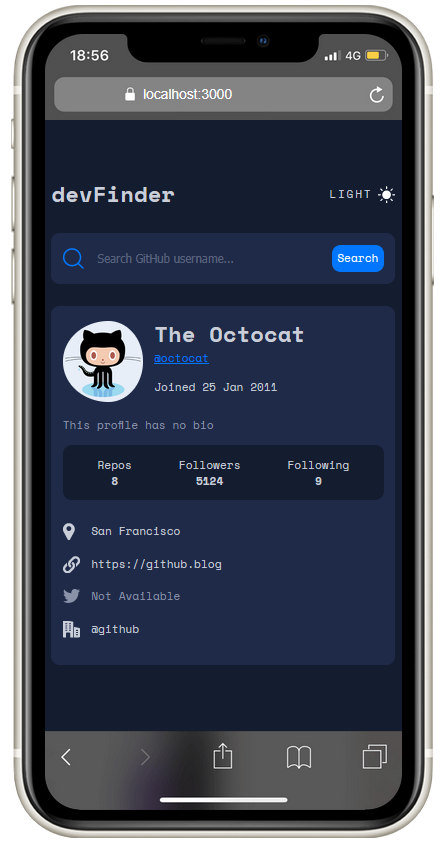 18:56
4G
localhost:3000
devFinder
LIGHT
Search GitHub username...
Search
The Octocat
@octocat
Joined 25 Jan 2011
This profile has no bio
Repos Followers Following
8 5124 9
San Francisco
https://github.blog
Not Available
@github